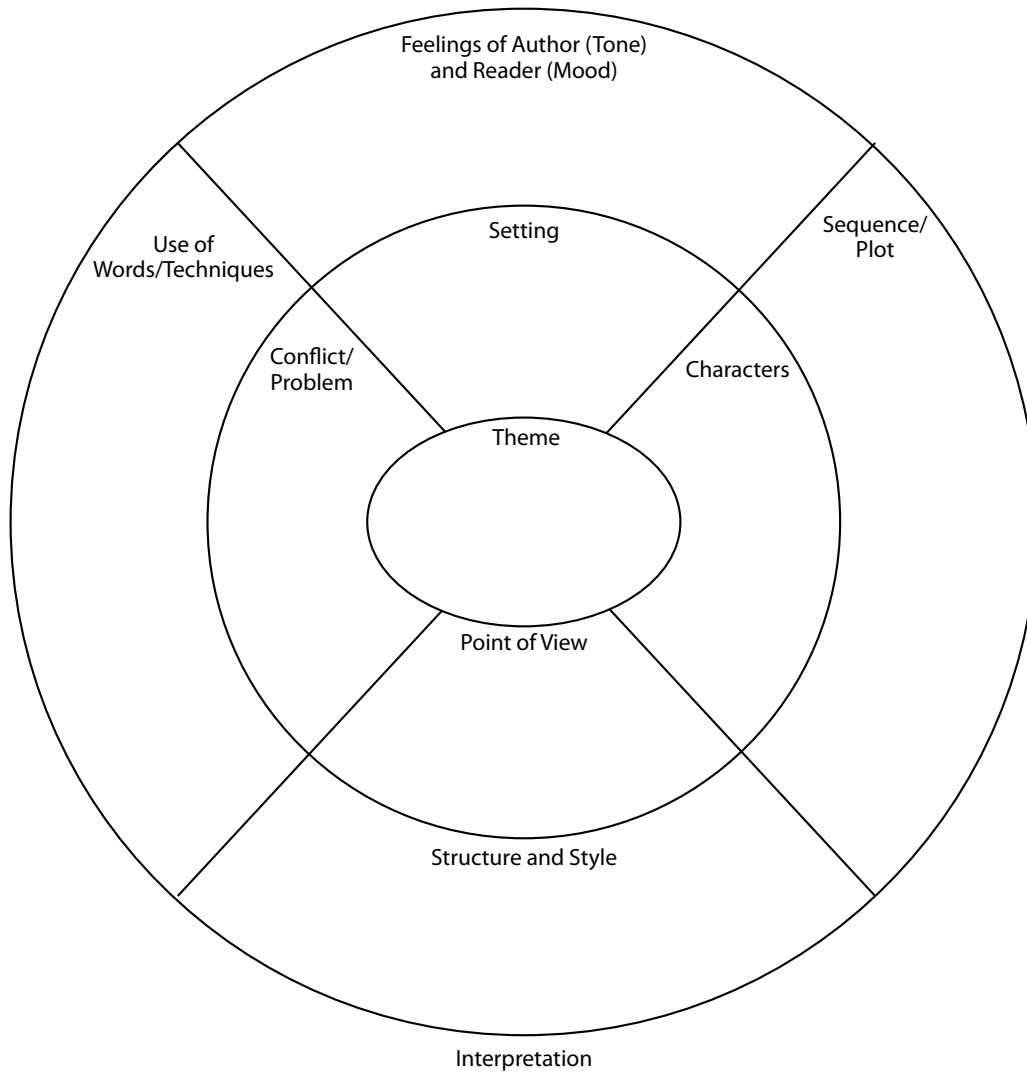 Feelings of Author (Tone)
and Reader (Mood)
Use of
Words/Techniques
Setting
Sequence/
Plot
Conflict/
Problem
Characters
Theme
Point of View
Structure and Style
Interpretation